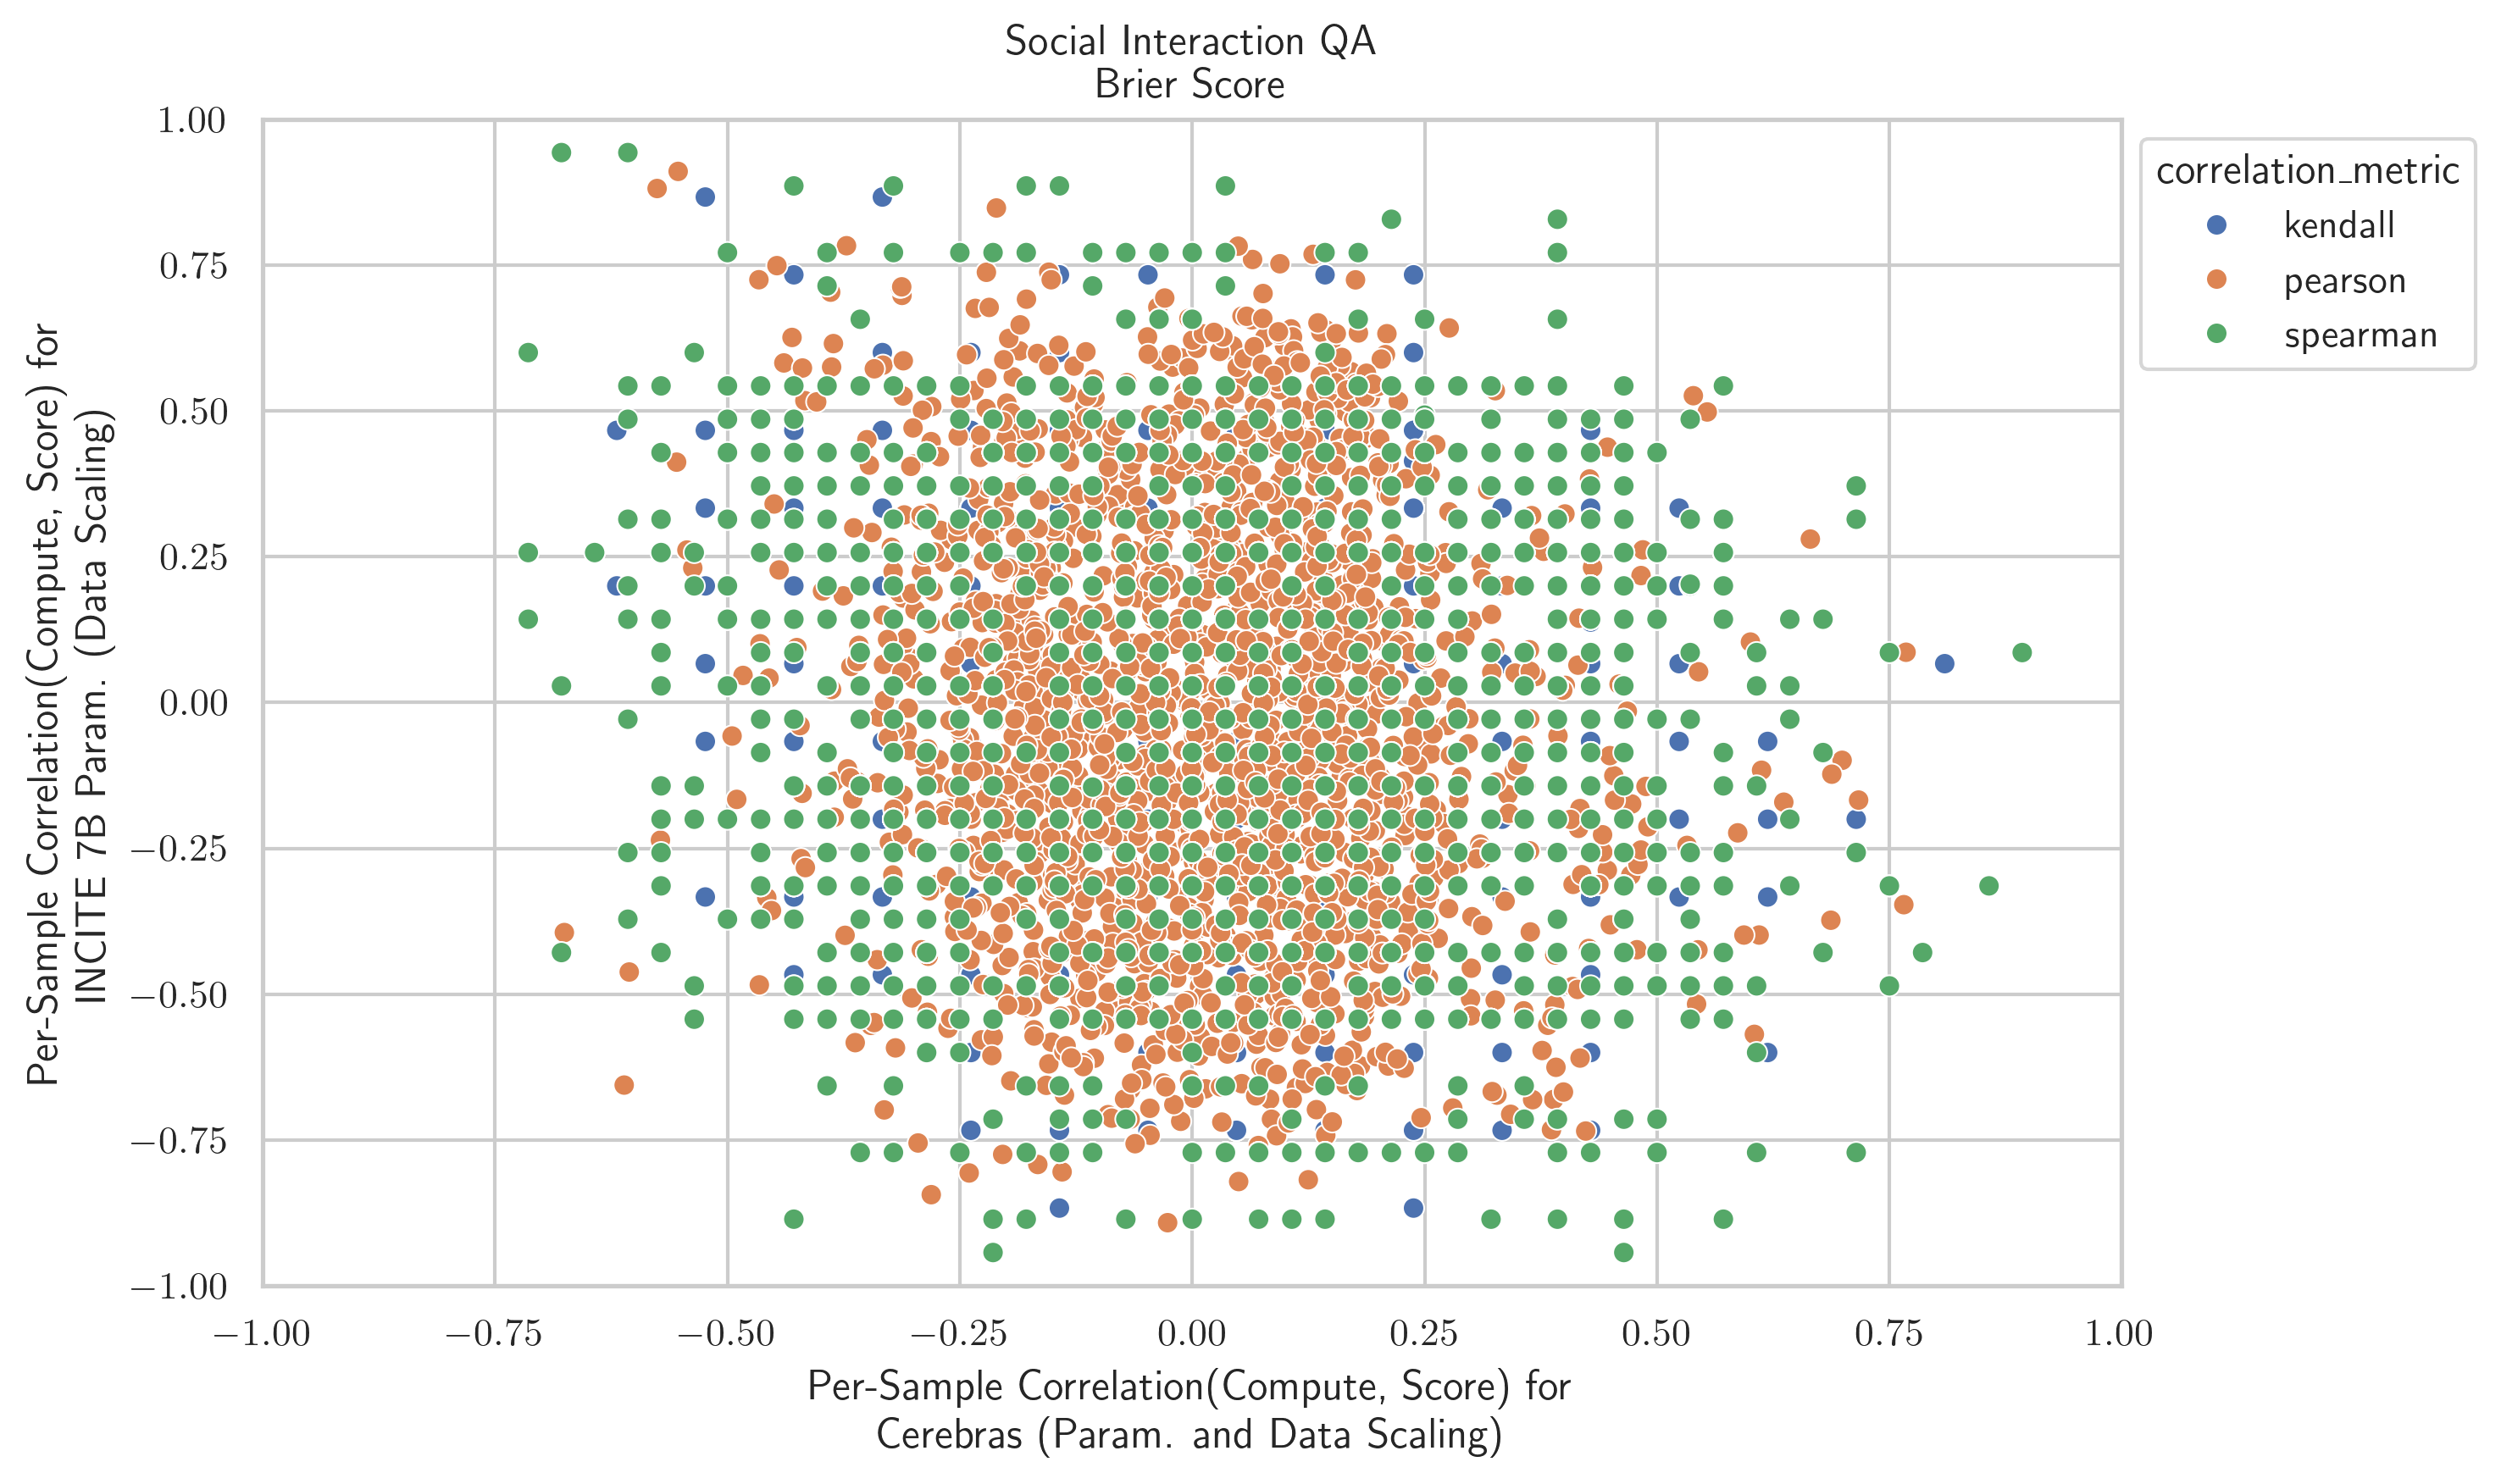 Social Interaction QA
Brier Score
Per-Sample Correlation(Compute, Score) for
INCITE 7B Param. (Data Scaling)
1.00
0.75
0.50
0.25
0.00
−0.25
−0.50
−0.75
−1.00
−1.00 −0.75 −0.50 −0.25 0.00 0.25 0.50 0.75 1.00
Per-Sample Correlation(Compute, Score) for
Cerebras (Param. and Data Scaling)
correlation_metric
kendall
pearson
spearman